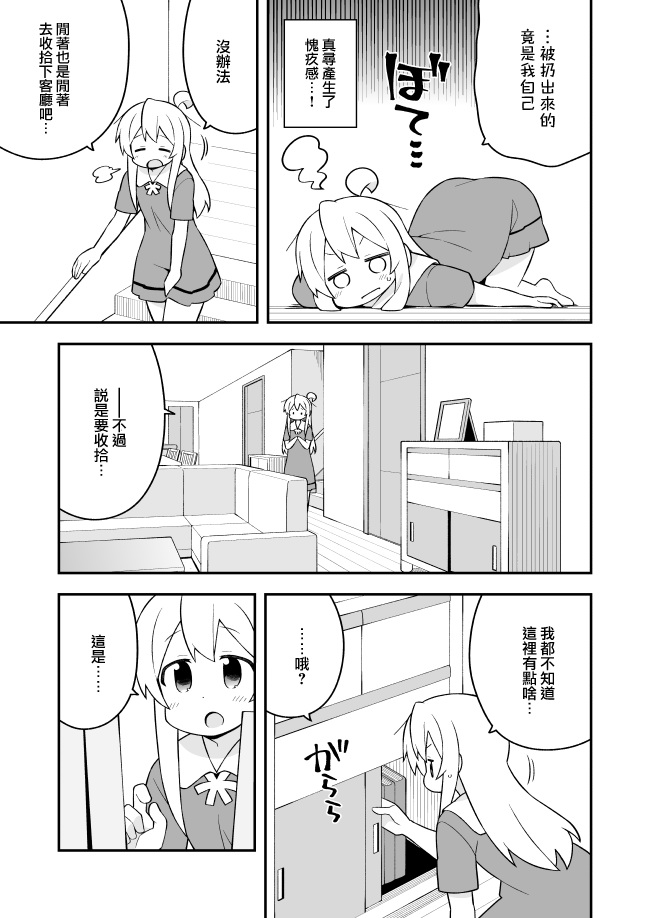 …被扔出來的
竟是我自己
ぼて…
真尋產生了
愧疚感…!
沒辦法
閒著也是閒著
去收拾下客廳吧…
——不過
説是要收拾…
我都不知道
這裡有點啥…
……哦?
がらら
這是……